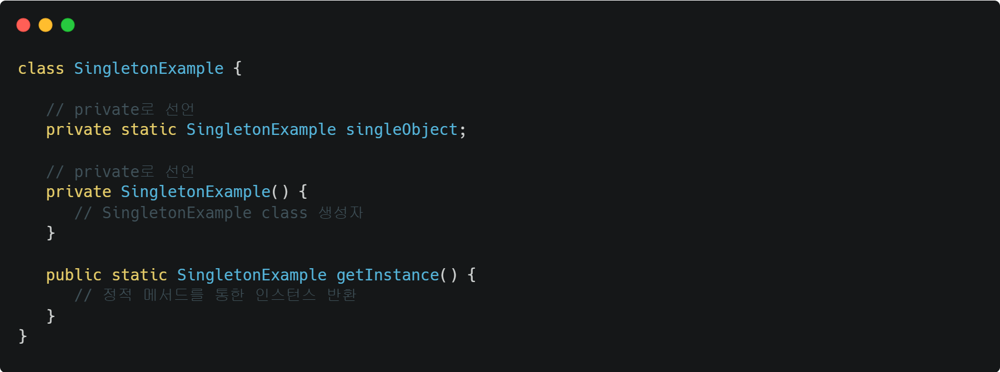 class SingletonExample {
// private로 선언
private static SingletonExample singleObject;
// private로 선언
private SingletonExample() {
// SingletonExample class 생성자
}
public static SingletonExample getInstance() {
// 정적 메서드를 통한 인스턴스 반환
}
}